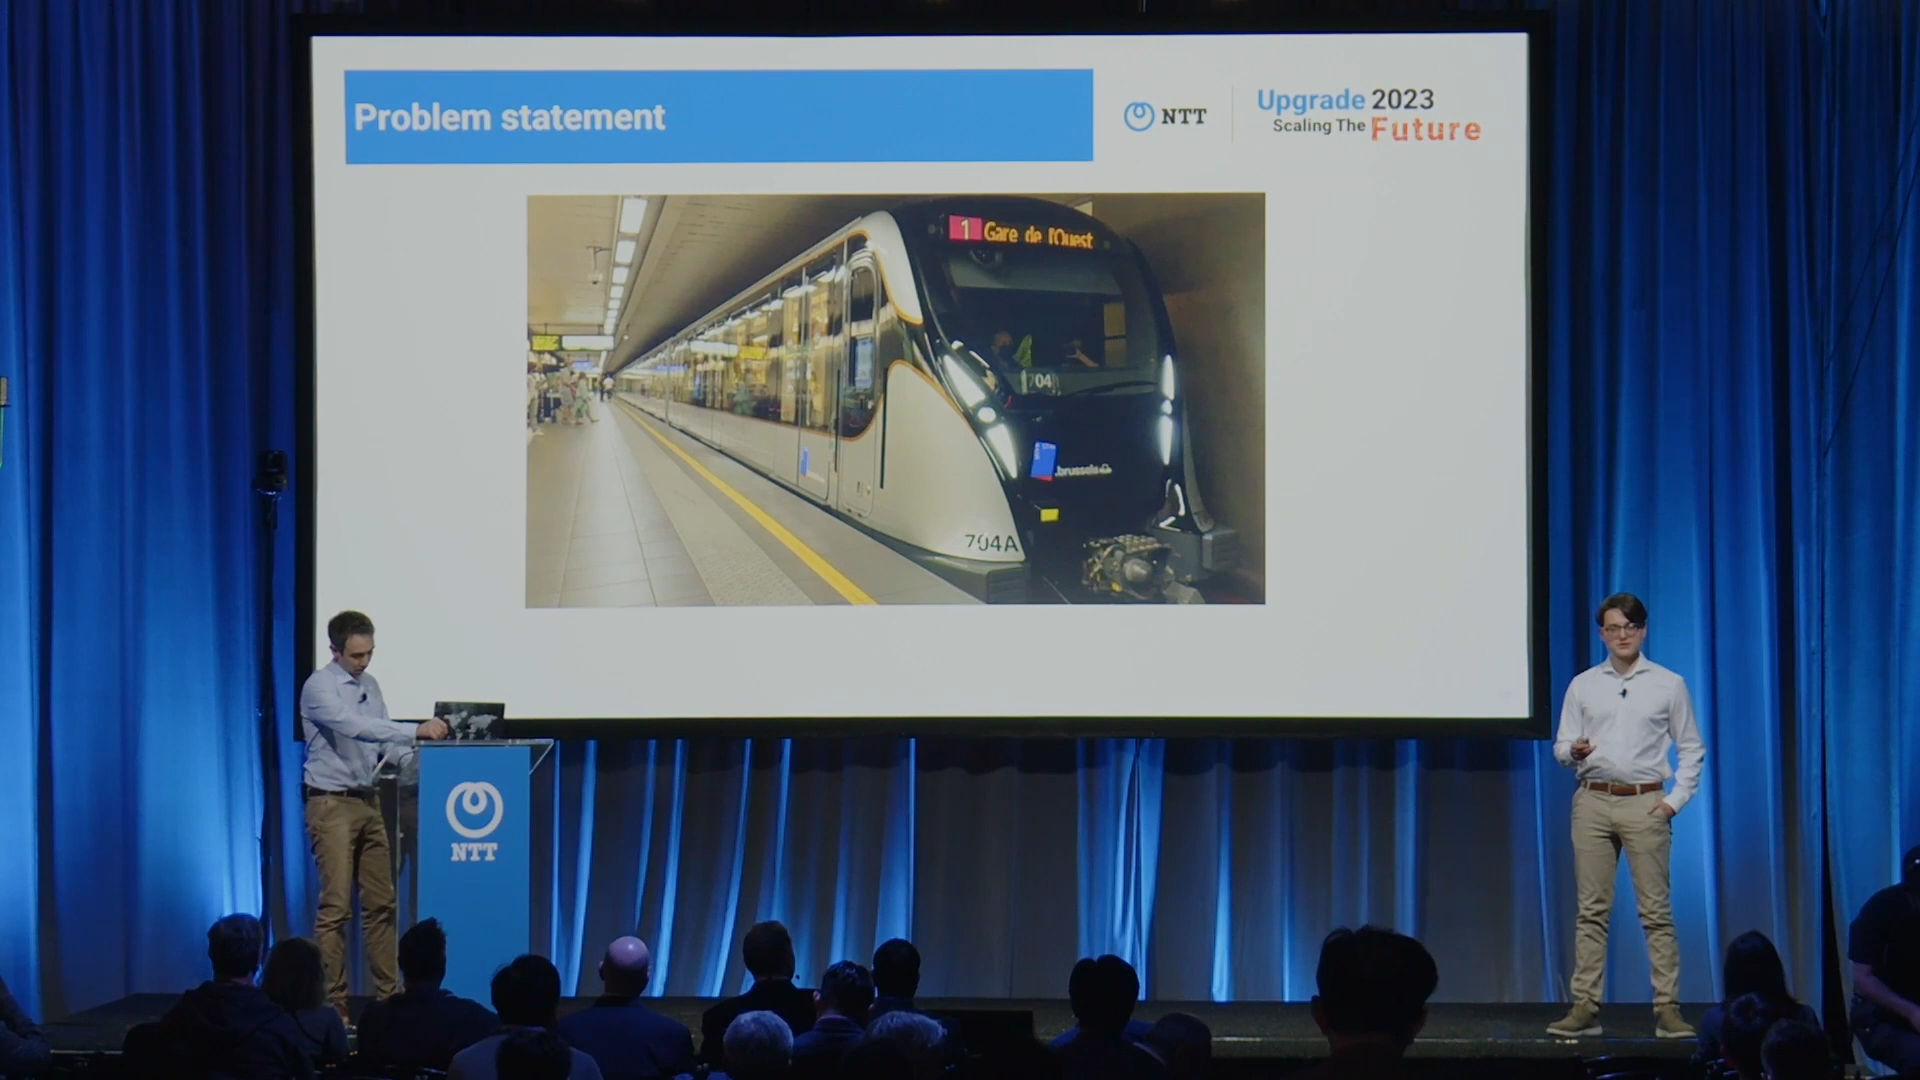 Problem statement
NTT
Upgrade 2023
Scaling The Future
1 Gare de l'Ouest
704
.brussels
704A
NTT